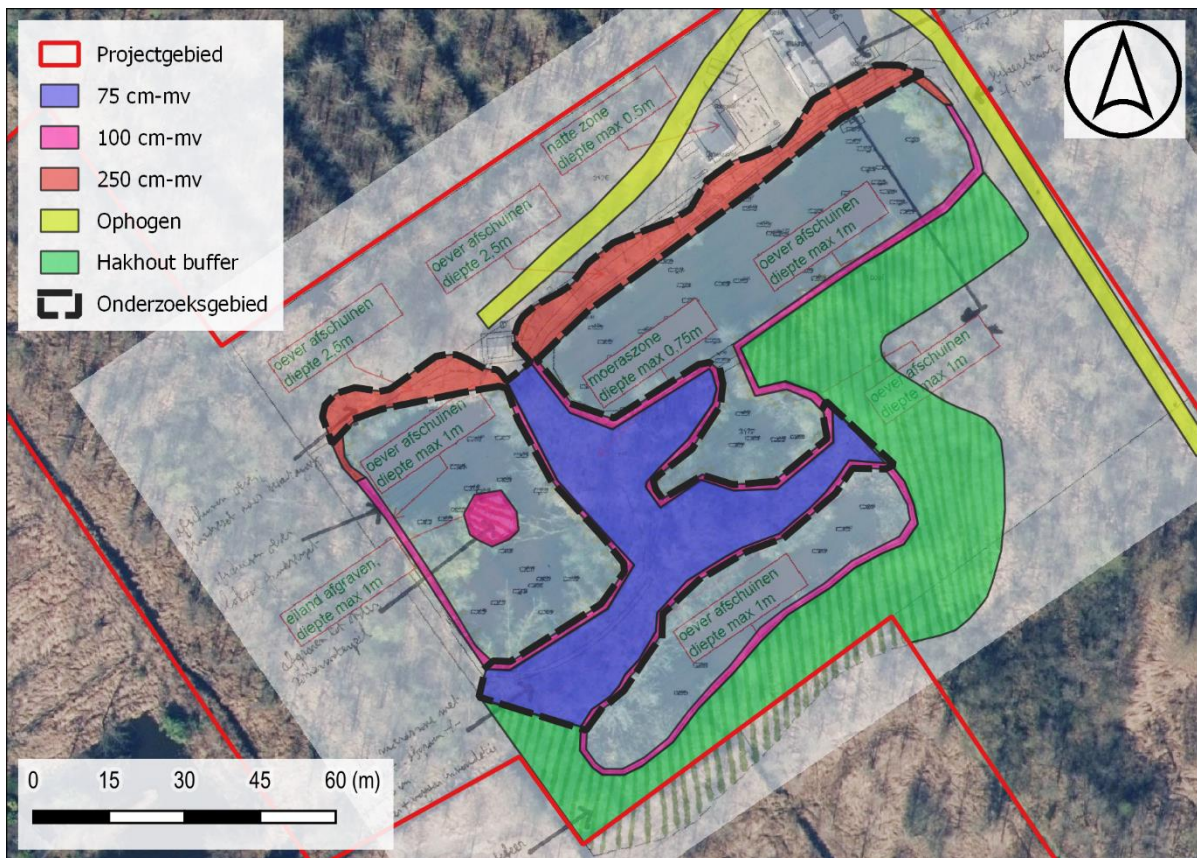 Projectgebied
75 cm-mv
100 cm-mv
250 cm-mv
Ophogen
Hakhout buffer
Onderzoeksgebied
natte zone
diepte max 0.5m
oever afschuinen
diepte 2,5m
oever afschuinen
diepte max 1m
oever afschuinen
diepte 2.5m
moeraszone
diepte max 0.75m
oever afschuinen
diepte max 1m
oever afschuinen
diepte max 1m
eiland afgraven,
diepte max 1m
oever afschuinen
diepte max 1m
0 15 30 45 60 (m)